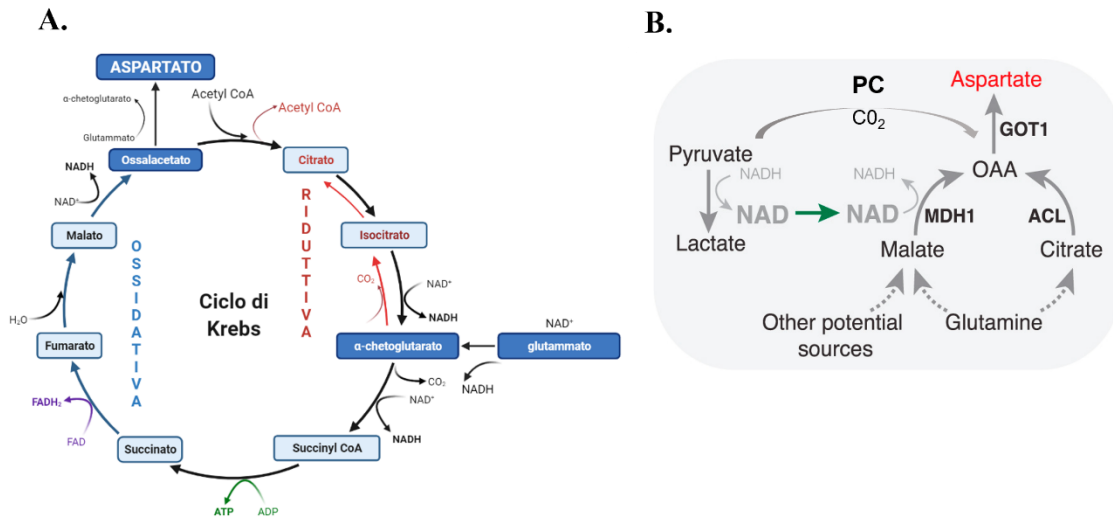 A.
ASPARTATO
α-chetoglutarato
Glutammato
Acetyl CoA
Acetyl CoA
Ossalacetato
Citrato
NADH
NAD⁺
Malato
Isocitrato
OSSIDATIVA
RIDUTTIVA
Ciclo di
Krebs
CO₂
NAD⁺
NADH
H₂O
Fumarato
α-chetoglutarato
glutammato
NAD⁺
NADH
CO₂
NAD⁺
NADH
FADH₂
FAD
Succinato
Succinyl CoA
ATP
ADP
B.
PC
C0₂
Aspartate
GOT1
Pyruvate
OAA
NADH
NADH
NAD
NAD
MDH1
ACL
Lactate
Malate
Citrate
Other potential
sources
Glutamine